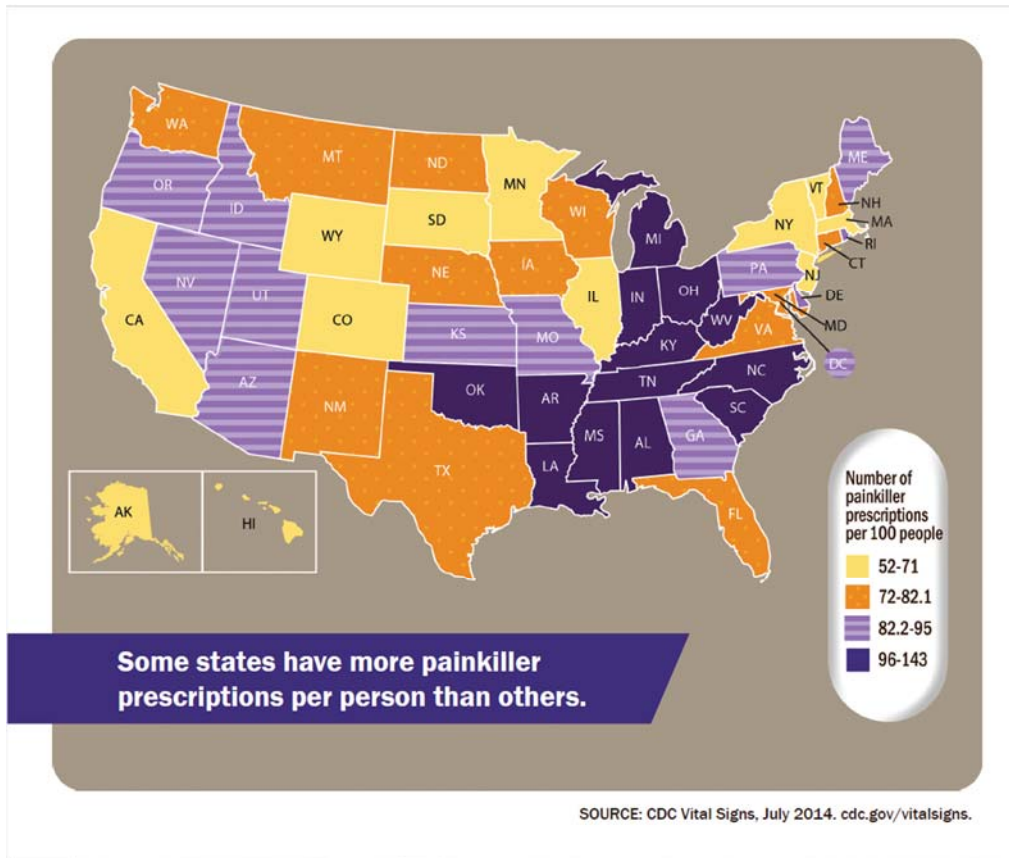 WA
MT
ND
MN
OR
ID
WY
SD
WI
MI
NY
VT
ME
NH
MA
RI
CT
NJ
PA
DE
MD
DC
NV
UT
CO
NE
IA
IL
IN
OH
WV
VA
CA
AZ
NM
KS
MO
KY
NC
TN
OK
AR
SC
TX
LA
MS
AL
GA
FL
AK
HI
Number of
painkiller
prescriptions
per 100 people
52-71
72-82.1
82.2-95
96-143
Some states have more painkiller
prescriptions per person than others.
SOURCE: CDC Vital Signs, July 2014. cdc.gov/vitalsigns.